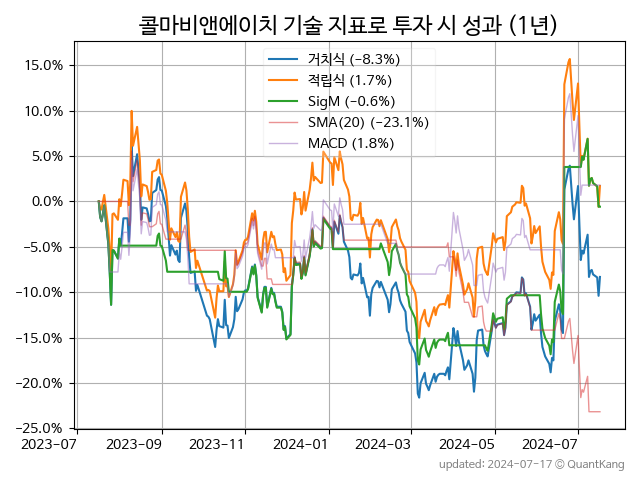 콜마비앤에이치 기술 지표로 투자 시 성과 (1년)
거치식 (−8.3%)
적립식 (1.7%)
SigM (−0.6%)
SMA(20) (−23.1%)
MACD (1.8%)
15.0%
10.0%
5.0%
0.0%
−5.0%
−10.0%
−15.0%
−20.0%
−25.0%
2023-07 2023-09 2023-11 2024-01 2024-03 2024-05 2024-07
updated: 2024-07-17 © QuantKang